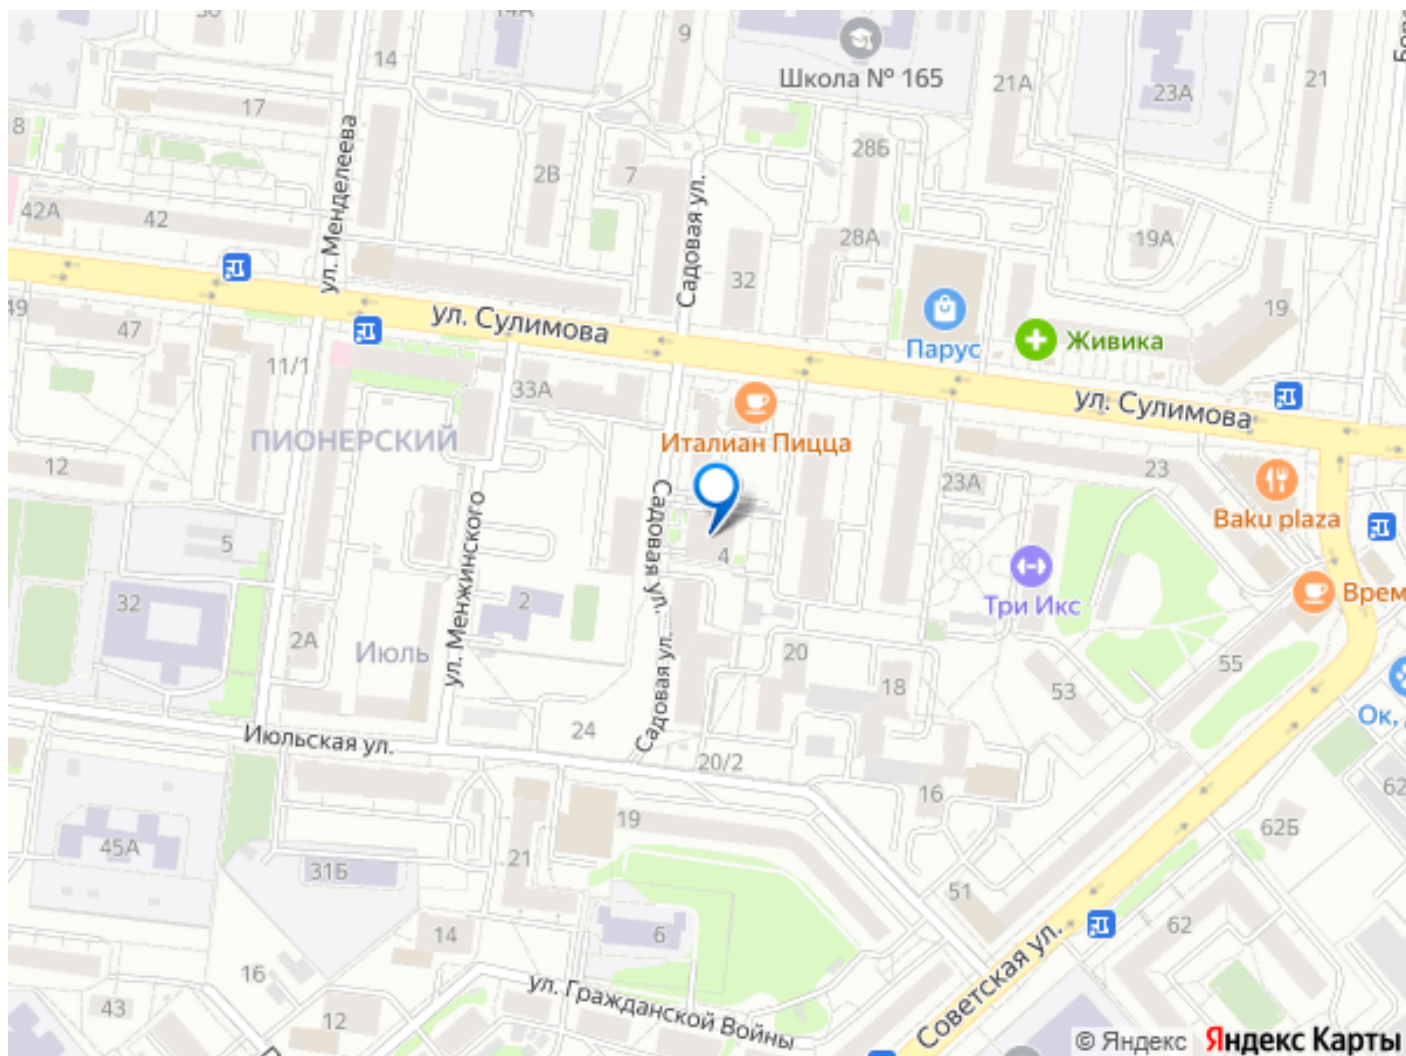 14
9
Школа № 165
21А
23А
21
17
8
ул. Менделеева
2В
7
28Б
Садовая ул.
42А
42
28А
19А
32
ул. Сулимова
49
47
19
Живика
Парус
11/1
33А
ул. Сулимова
ПИОНЕРСКИЙ
Италиан Пицца
12
23
23А
Baku plaza
ул. Менжинского
Садовая ул.
5
4
Три Икс
Врем
32
2
2А
Июль
20
55
18
53
Садовая ул.
Ок,
24
Июльская ул.
20/2
16
62
19
62Б
45А
21
31Б
51
14
6
62
16
Советская ул.
ул. Гражданской Войны
43
12
© Яндекс Яндекс Карты